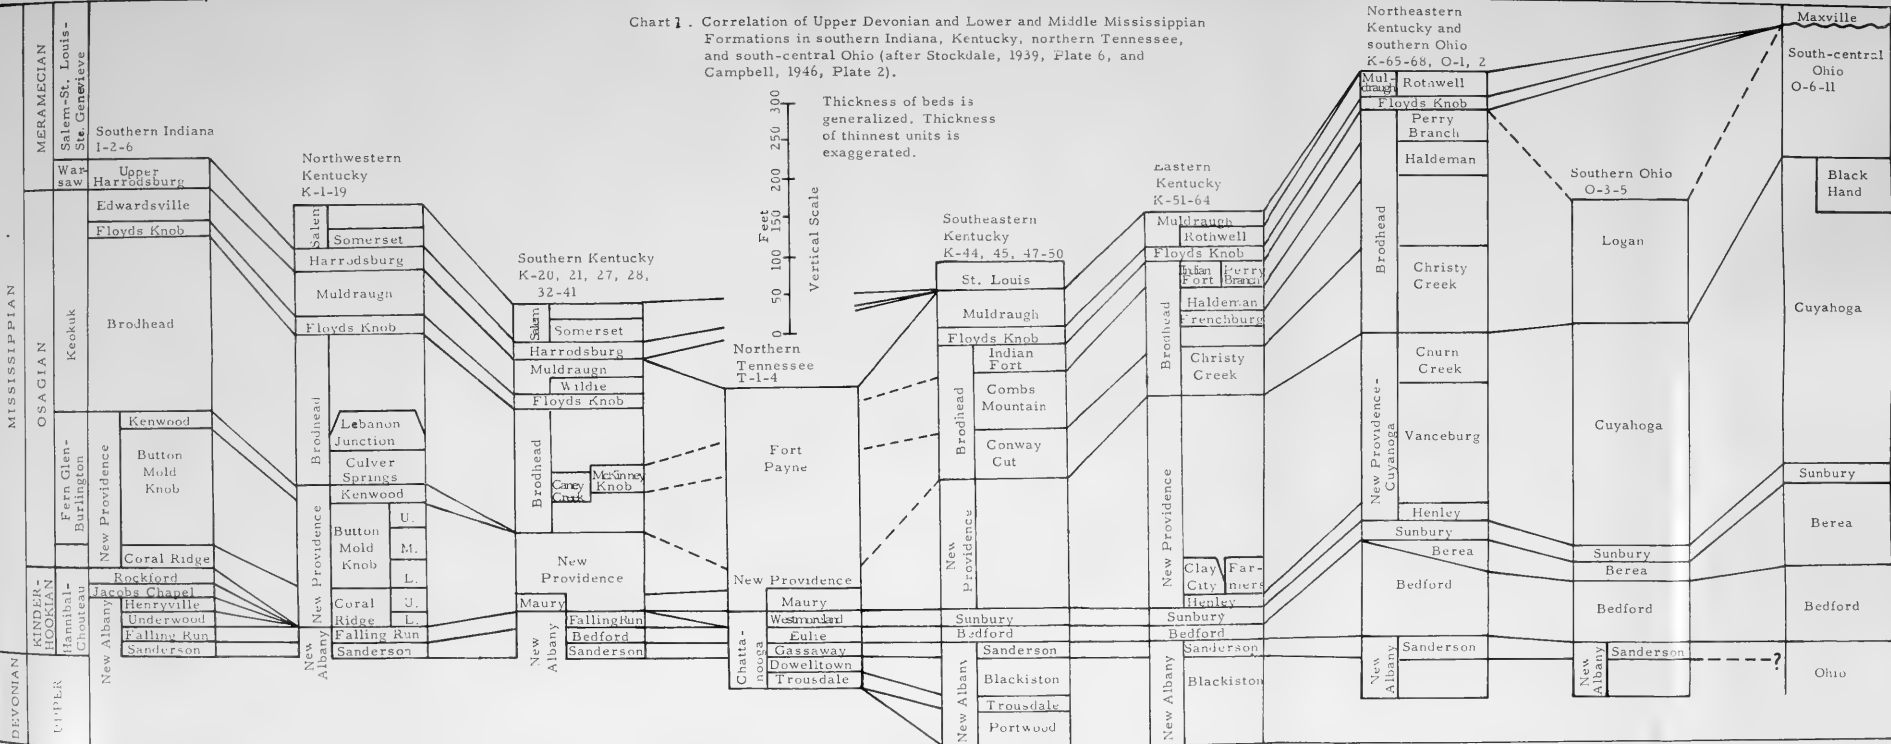 Chart 1. Correlation of Upper Devonian and Lower and Middle Mississippian
Formations in southern Indiana, Kentucky, northern Tennessee,
and south-central Ohio (after Stockdale, 1939, Plate 6, and
Campbell, 1946, Plate 2).
Thickness of beds is
generalized. Thickness
of thinnest units is
exaggerated.
Feet
Vertical Scale
300
250
200
150
100
50
0
MISSISSIPPIAN
DEVONIAN
MERAMECIAN
OSAGIAN
KINDER-
HOOKIAN
UPPER
Salem-St. Louis-
Ste. Genevieve
War-
saw
Keokuk
Fern Glen-
Burlington
Hannibal-
Chouteau
Southern Indiana
I-2-6
Upper
Harrodsburg
Edwardsville
Floyds Knob
Brodhead
New Providence
Kenwood
Button
Mold
Knob
Coral Ridge
Rockford
Jacobs Chapel
New Albany
Henryville
Underwood
Falling Run
Sanderson
Northwestern
Kentucky
K-1-19
Salem
Somerset
Harrodsburg
Muldraugh
Floyds Knob
Brodhead
Lebanon
Junction
Culver
Springs
New Providence
Kenwood
Button
Mold
Knob
U.
M.
L.
Coral
Ridge
U.
L.
New
Albany
Falling Run
Sanderson
Southern Kentucky
K-20, 21, 27, 28,
32-41
Salem
Somerset
Harrodsburg
Muldraugh
Wildie
Floyds Knob
Brodhead
Caney
Creek
McKinney
Knob
New
Providence
Maury
New
Albany
Falling Run
Bedford
Sanderson
Northern
Tennessee
T-1-4
Fort
Payne
New Providence
Chatta-
nooga
Maury
Westmoreland
Eulie
Gassaway
Dowelltown
Trousdale
Southeastern
Kentucky
K-44, 45, 47-50
St. Louis
Muldraugh
Floyds Knob
Brodhead
Indian
Fort
Combs
Mountain
Conway
Cut
New
Providence
Sunbury
Bedford
New Albany
Sanderson
Blackiston
Trousdale
Portwood
Eastern
Kentucky
K-51-64
Muldraugh
Rothwell
Floyds Knob
Brodhead
Indian
Fort
Perry
Branch
Haldeman
Frenchburg
Christy
Creek
New Providence
Clay
City
Far-
mers
Henley
Sunbury
Bedford
New Albany
Sanderson
Blackiston
Northeastern
Kentucky and
southern Ohio
K-65-68, O-1, 2
Mul-
draugh
Rothwell
Floyds Knob
Brodhead
Perry
Branch
Haldeman
Christy
Creek
New Providence-
Cuyahoga
Churn
Creek
Vanceburg
Henley
Sunbury
Berea
Bedford
New
Albany
Sanderson
Southern Ohio
O-3-5
Logan
Cuyahoga
Sunbury
Berea
Bedford
New
Albany
Sanderson
?
Maxville
South-central
Ohio
O-6-11
Black
Hand
Cuyahoga
Sunbury
Berea
Bedford
Ohio